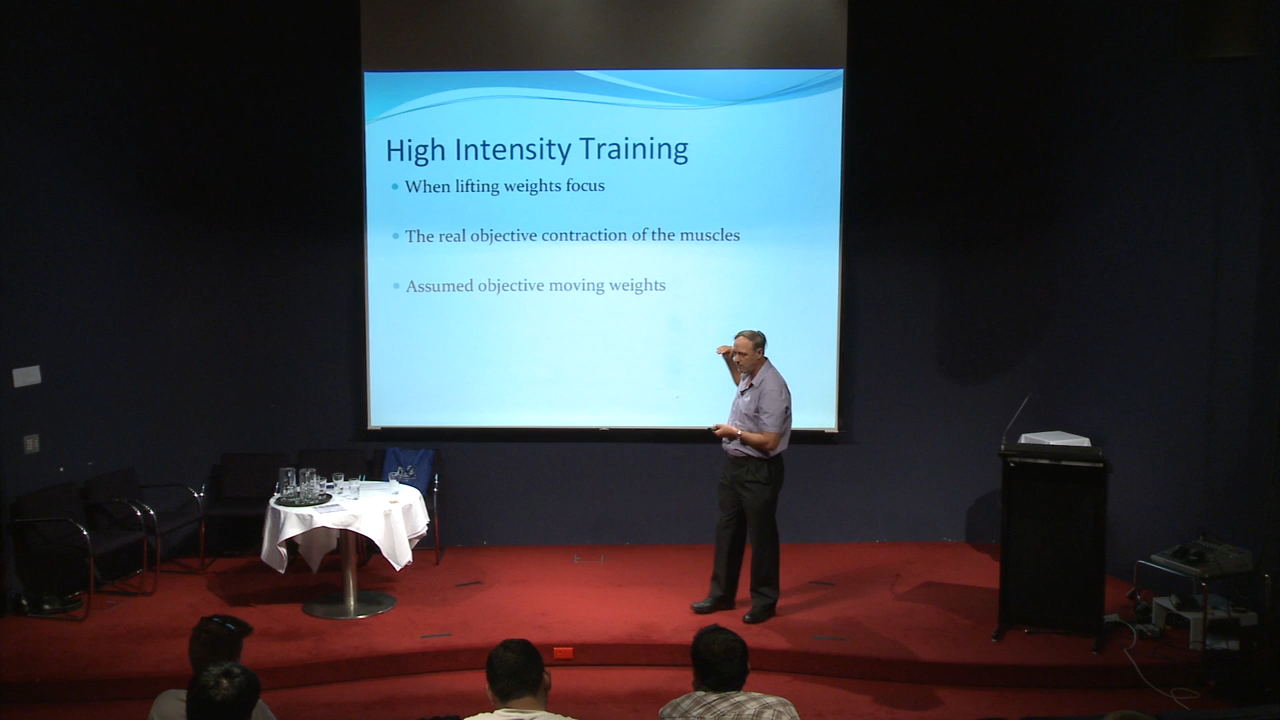 High Intensity Training
When lifting weights focus
The real objective contraction of the muscles
Assumed objective moving weights